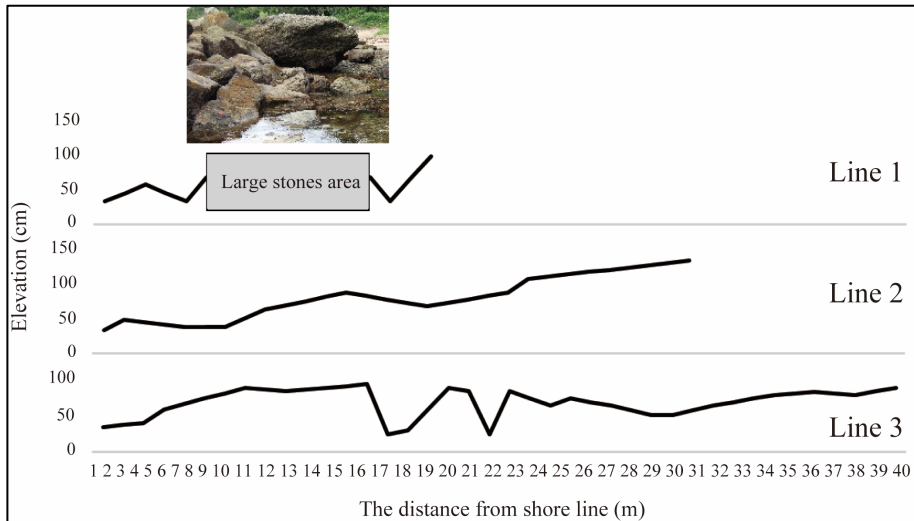 150
100
50
0
Large stones area
Line 1
150
100
50
0
Line 2
100
50
0
Line 3
Elevation (cm)
1 2 3 4 5 6 7 8 9 10 11 12 13 14 15 16 17 18 19 20 21 22 23 24 25 26 27 28 29 30 31 32 33 34 35 36 37 38 39 40
The distance from shore line (m)